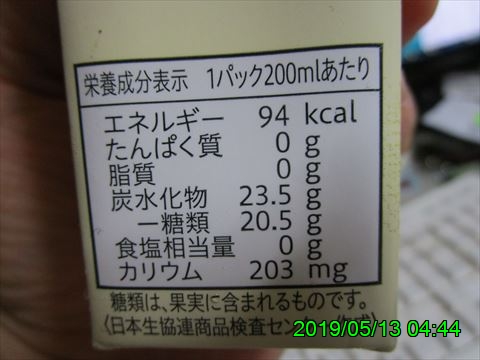 栄養成分表示 1パック200mlあたり
エネルギー 94 kcal
たんぱく質 0 g
脂質 0 g
炭水化物 23.5 g
ー糖類 20.5 g
食塩相当量 0 g
カリウム 203 mg
糖類は、果実に含まれるものです。
〈日本生協連商品検査セン
2019/05/13 04:44